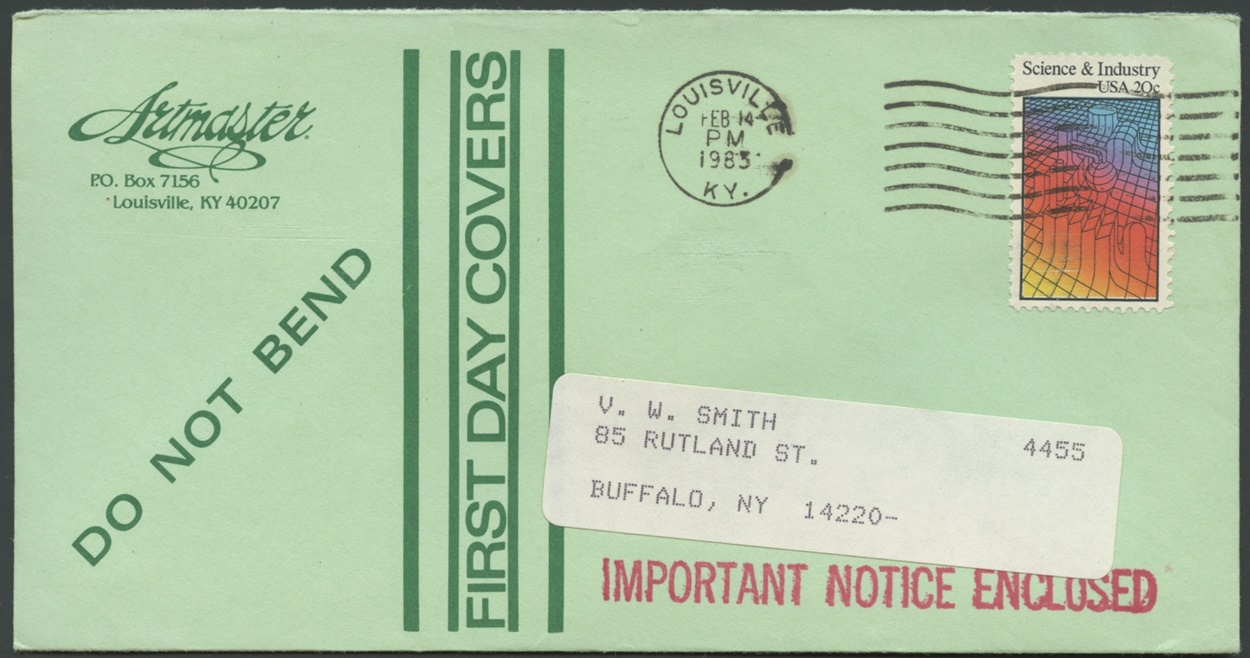 Artmaster.
P.O. Box 7156
Louisville, KY 40207
DO NOT BEND
FIRST DAY COVERS
LOUISVILLE
FEB 14
PM
1983
KY.
Science & Industry
USA 20c
V. W. SMITH 4455
85 RUTLAND ST.
BUFFALO, NY 14220-
IMPORTANT NOTICE ENCLOSED